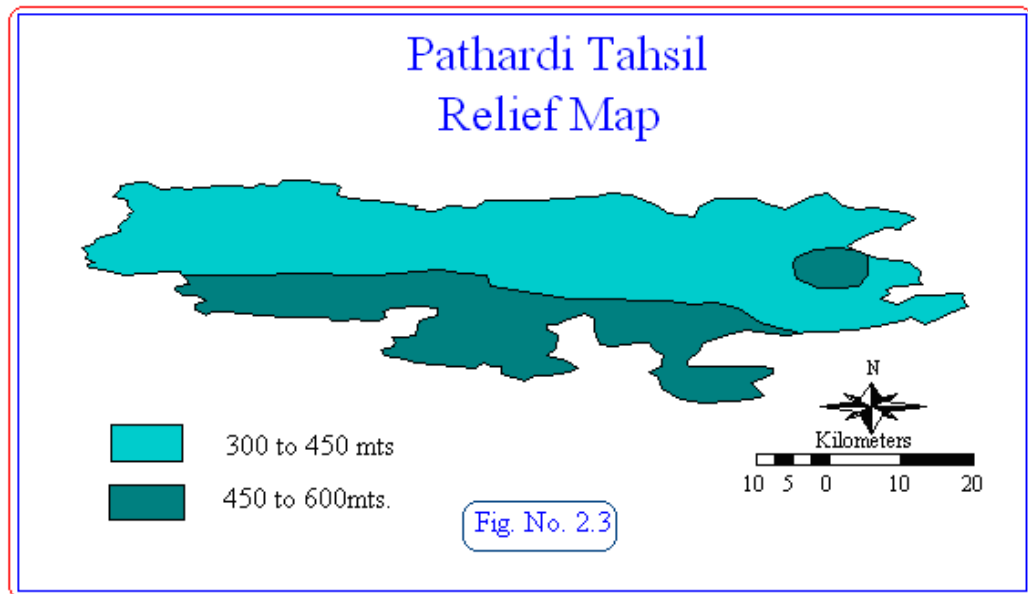 Pathardi Tahsil
Relief Map
N
Kilometers
10 5 0 10 20
300 to 450 mts
450 to 600mts.
Fig. No. 2.3